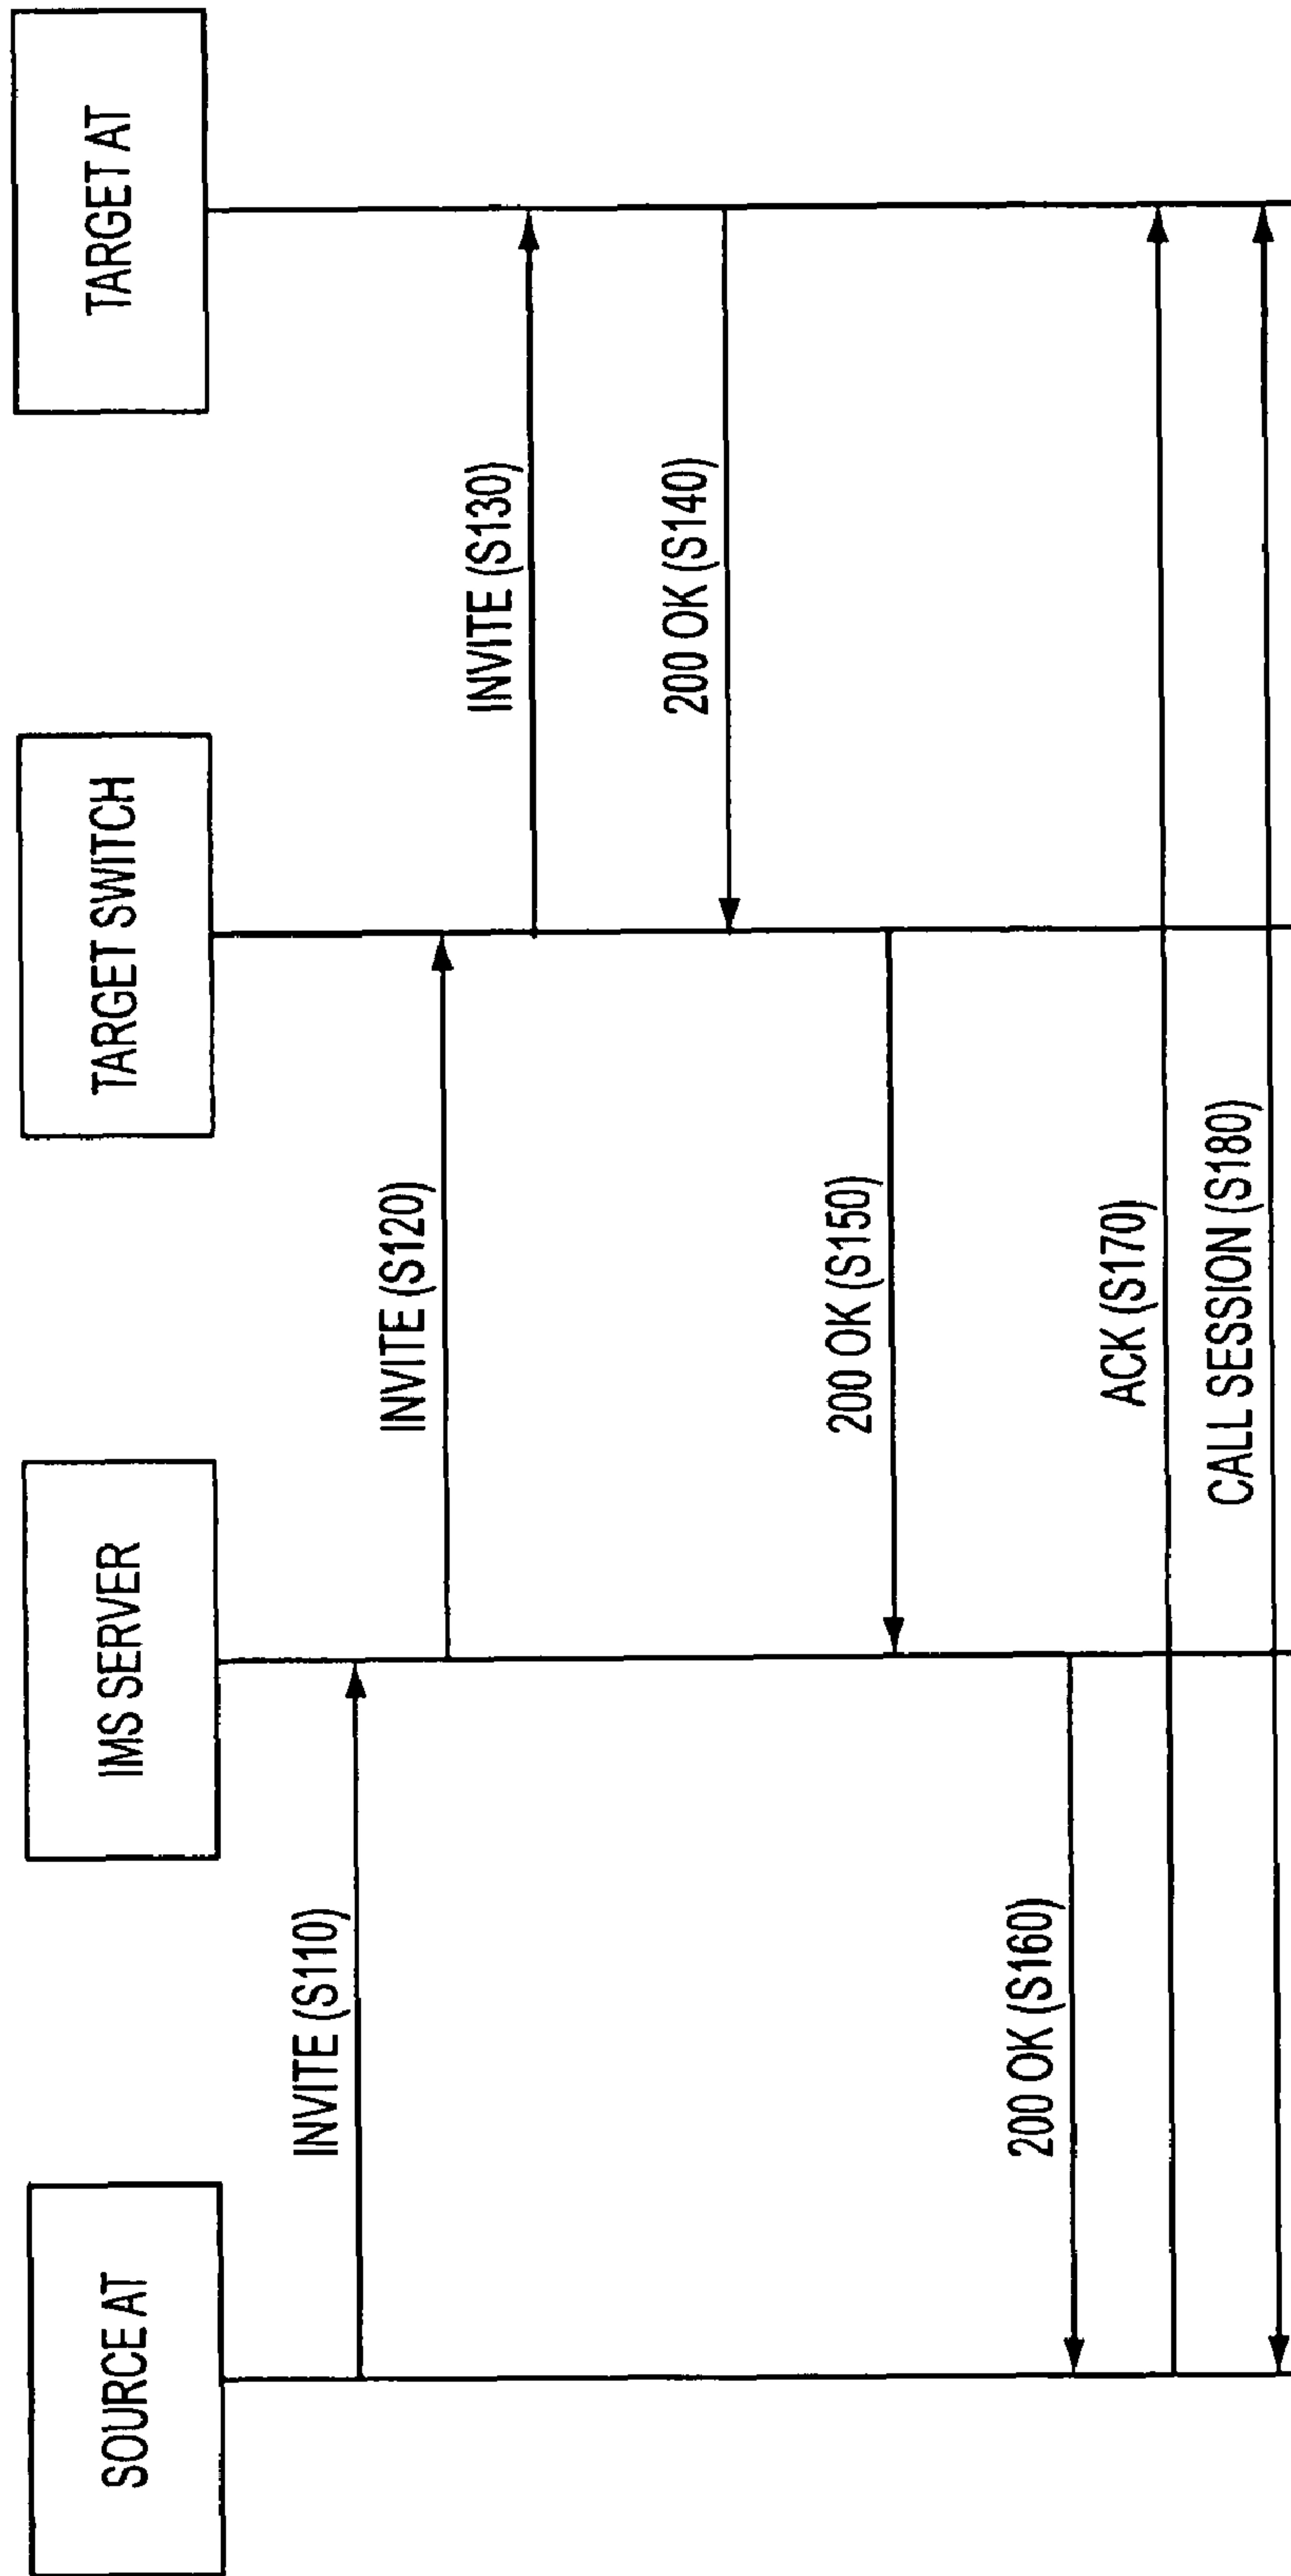 SOURCE AT
IMS SERVER
TARGET SWITCH
TARGET AT
INVITE (S110)
INVITE (S120)
INVITE (S130)
200 OK (S140)
200 OK (S150)
200 OK (S160)
ACK (S170)
CALL SESSION (S180)